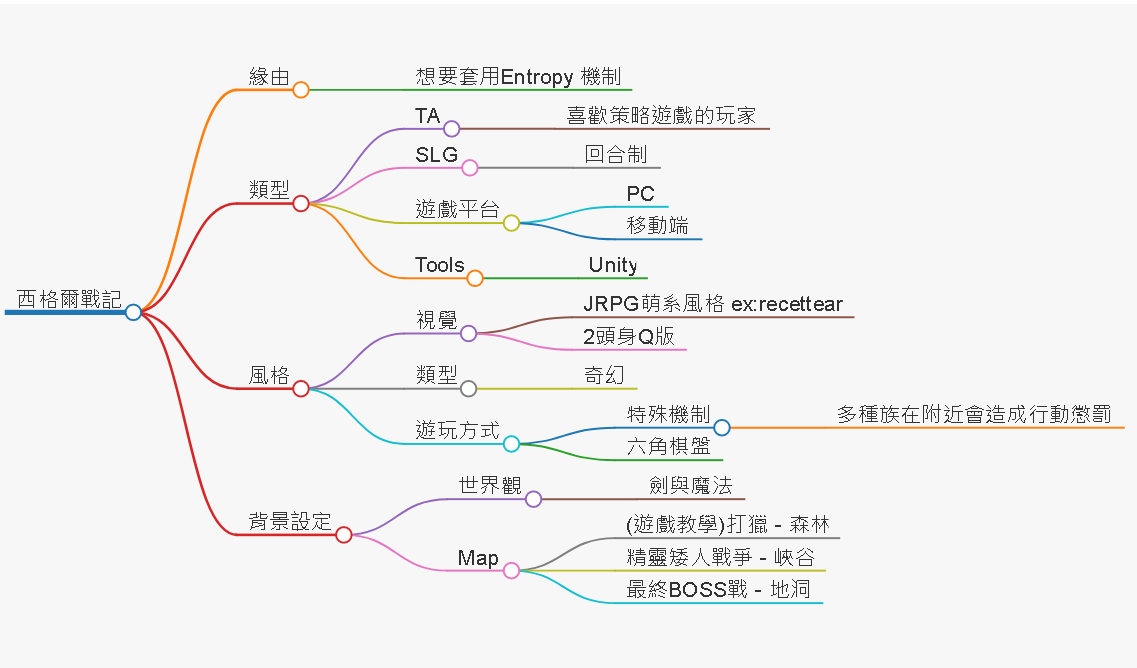 西格爾戰記
緣由
想要套用Entropy 機制
類型
TA
喜歡策略遊戲的玩家
SLG
回合制
遊戲平台
PC
移動端
Tools
Unity
風格
視覺
JRPG萌系風格 ex:recettear
2頭身Q版
類型
奇幻
遊玩方式
特殊機制
多種族在附近會造成行動懲罰
六角棋盤
背景設定
世界觀
劍與魔法
Map
(遊戲教學)打獵 - 森林
精靈矮人戰爭 - 峽谷
最終BOSS戰 - 地洞